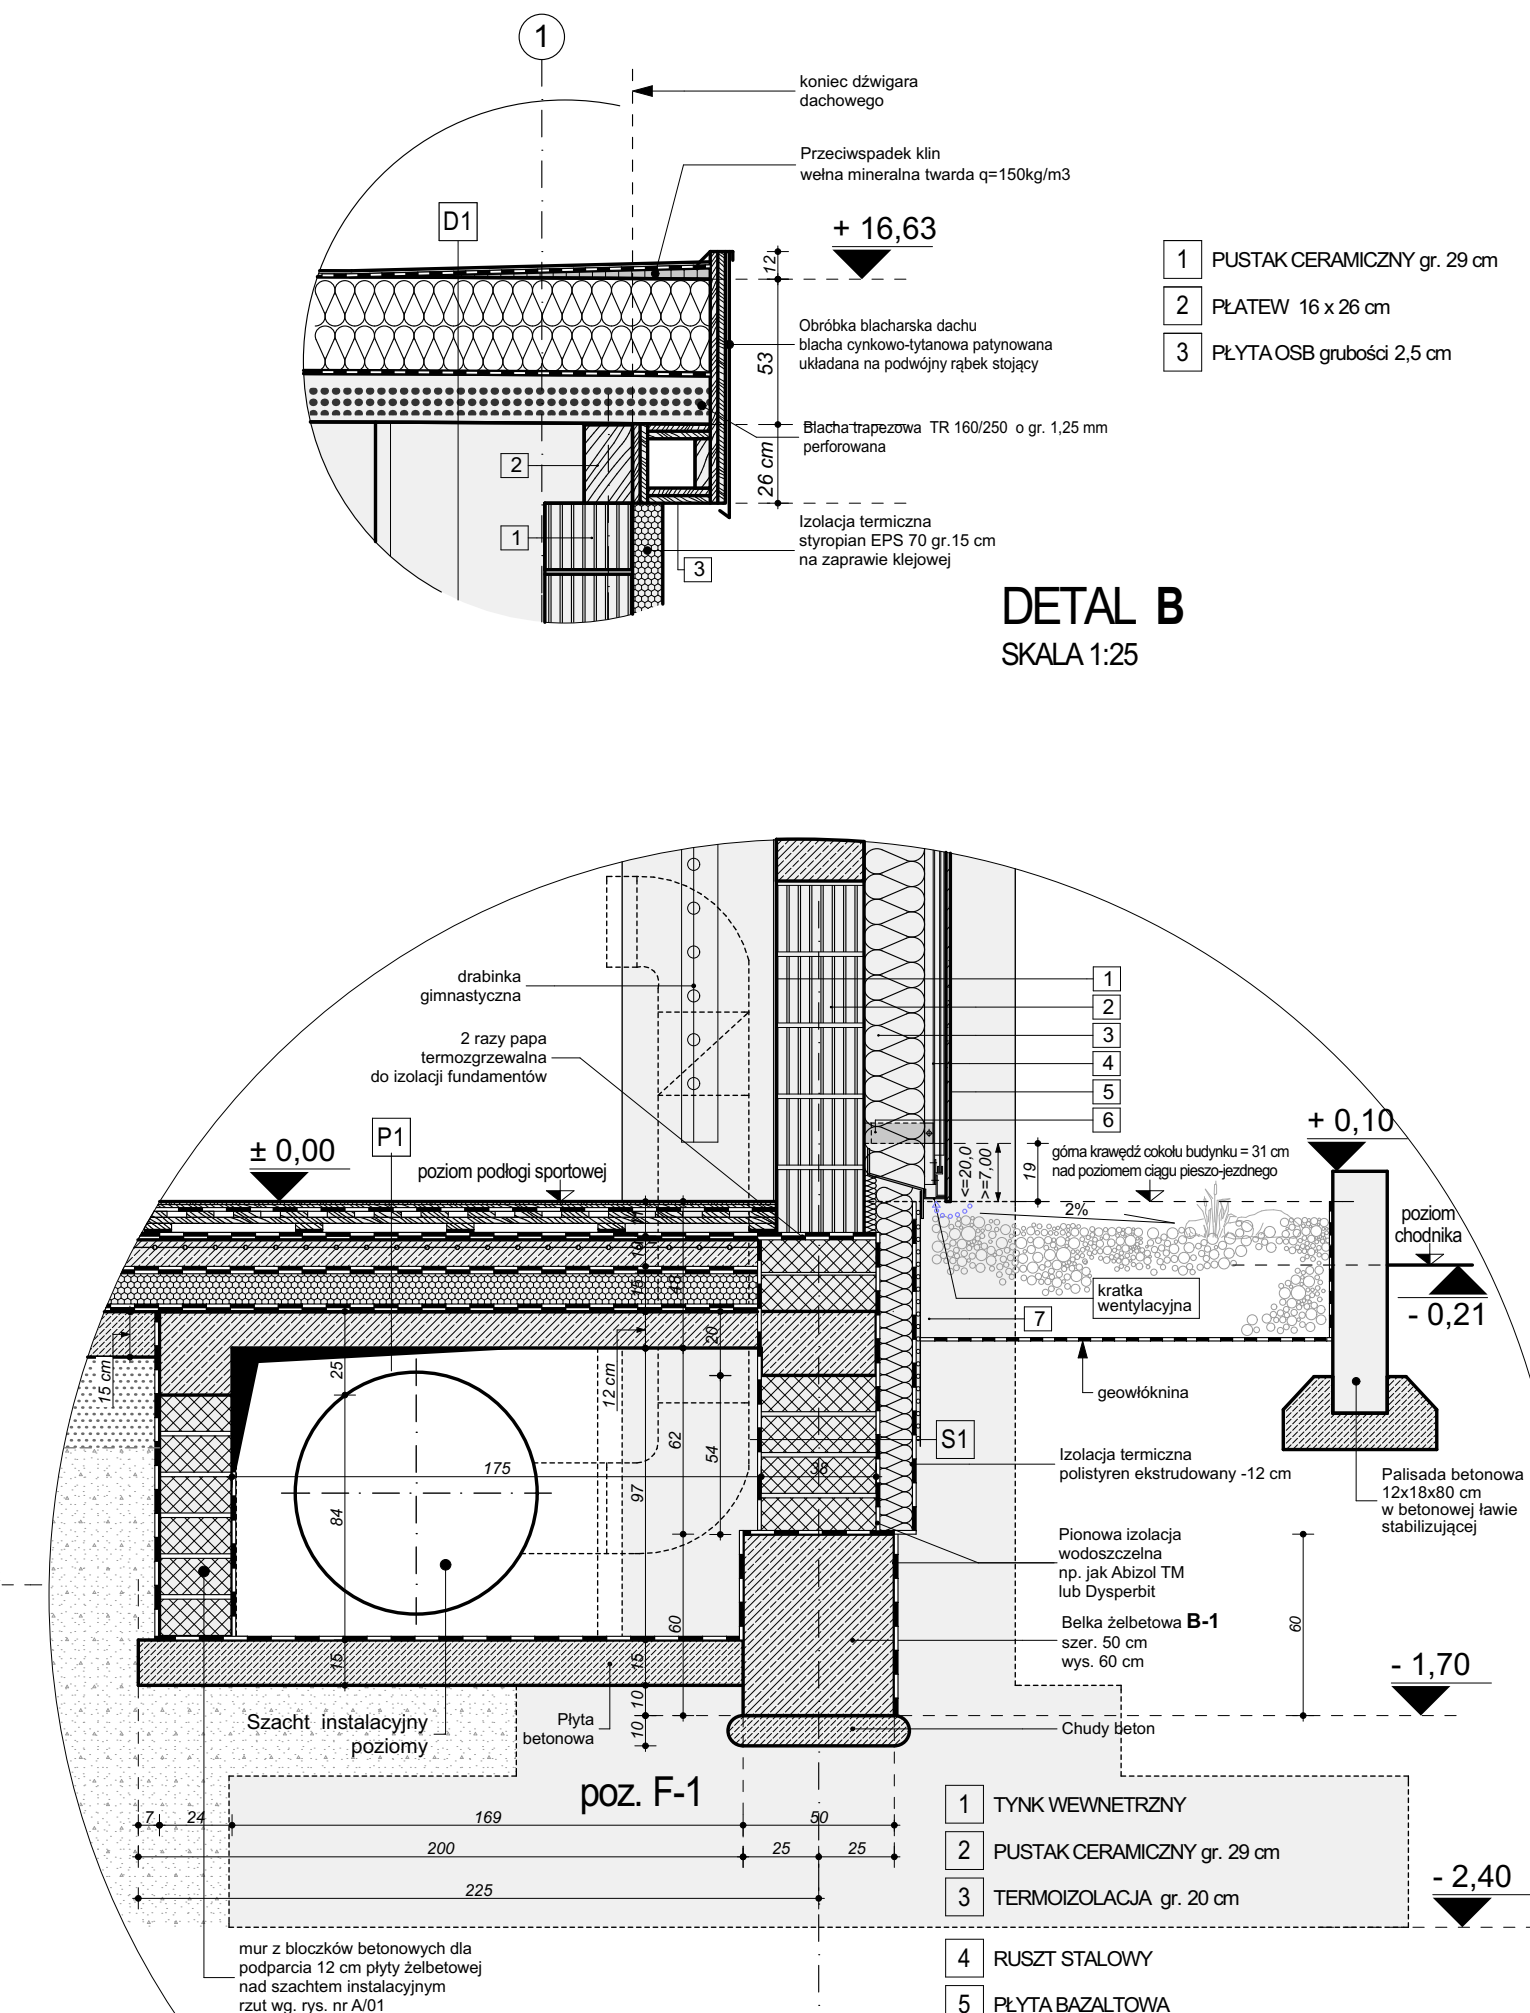 1
koniec dźwigara
dachowego
Przeciwspadek klin
wełna mineralna twarda q=150kg/m3
D1
+ 16,63
12
1 PUSTAK CERAMICZNY gr. 29 cm
2 PŁATEW 16 x 26 cm
3 PŁYTA OSB grubości 2,5 cm
Obróbka blacharska dachu
blacha cynkowo-tytanowa patynowana
układana na podwójny rąbek stojący
53
Blacha trapezowa TR 160/250 o gr. 1,25 mm
perforowana
2
26 cm
Izolacja termiczna
styropian EPS 70 gr.15 cm
na zaprawie klejowej
1
3
DETAL B
SKALA 1:25
drabinka
gimnastyczna
2 razy papa
termozgrzewalna
do izolacji fundamentów
1
2
3
4
5
6
± 0,00
P1
poziom podłogi sportowej
<=20,0
>=7,00
19
górna krawędź cokołu budynku = 31 cm
nad poziomem ciągu pieszo-jezdnego
+ 0,10
2%
poziom
chodnika
- 0,21
kratka
wentylacyjna
7
geowłóknina
11
15
48
20
15 cm
25
12 cm
62
54
S1
175
38
84
97
Izolacja termiczna
polistyren ekstrudowany -12 cm
Palisada betonowa
12x18x80 cm
w betonowej ławie
stabilizującej
Pionowa izolacja
wodoszczelna
np. jak Abizol TM
lub Dysperbit
60
60
Belka żelbetowa B-1
szer. 50 cm
wys. 60 cm
15
15
10
10
- 1,70
Szacht instalacyjny
poziomy
Płyta
betonowa
Chudy beton
poz. F-1
7
24
169
50
200
25
25
225
1 TYNK WEWNETRZNY
2 PUSTAK CERAMICZNY gr. 29 cm
3 TERMOIZOLACJA gr. 20 cm
- 2,40
4 RUSZT STALOWY
5 PŁYTA BAZALTOWA
mur z bloczków betonowych dla
podparcia 12 cm płyty żelbetowej
nad szachtem instalacyjnym
rzut wg. rys. nr A/01